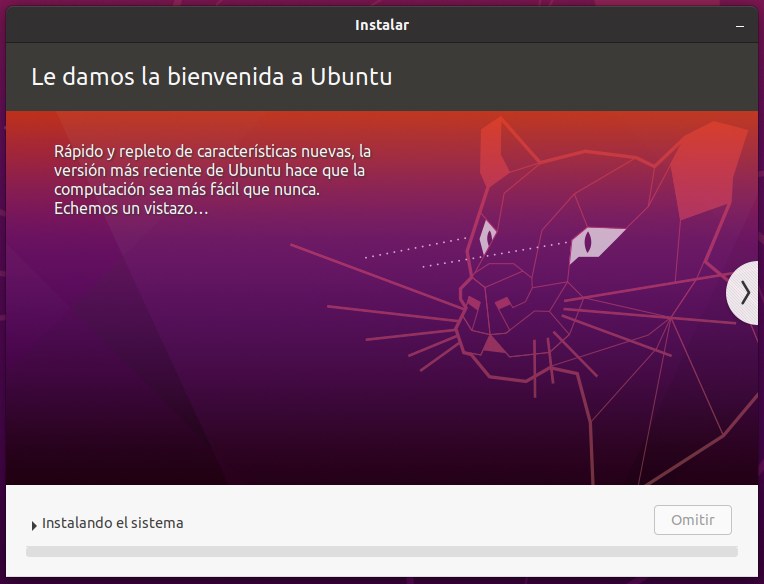 Instalar
Le damos la bienvenida a Ubuntu
Rápido y repleto de características nuevas, la
versión más reciente de Ubuntu hace que la
computación sea más fácil que nunca.
Echemos un vistazo…
Instalando el sistema
Omitir